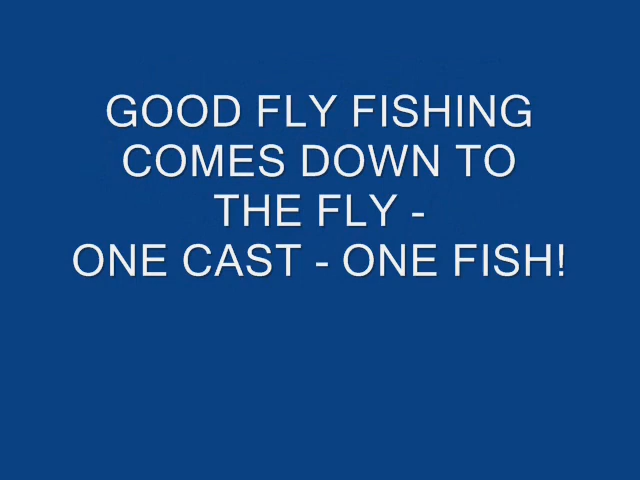 GOOD FLY FISHING
COMES DOWN TO
THE FLY -
ONE CAST - ONE FISH!